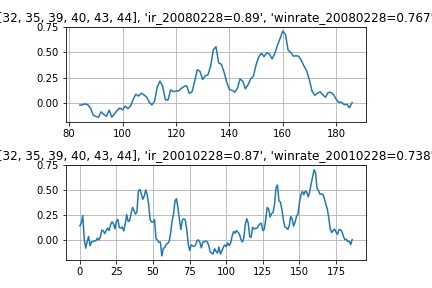 [32, 35, 39, 40, 43, 44], 'ir_20080228=0.89', 'winrate_20080228=0.767'
0.75
0.50
0.25
0.00
80 100 120 140 160 180
[32, 35, 39, 40, 43, 44], 'ir_20010228=0.87', 'winrate_20010228=0.738'
0.75
0.50
0.25
0.00
0 25 50 75 100 125 150 175